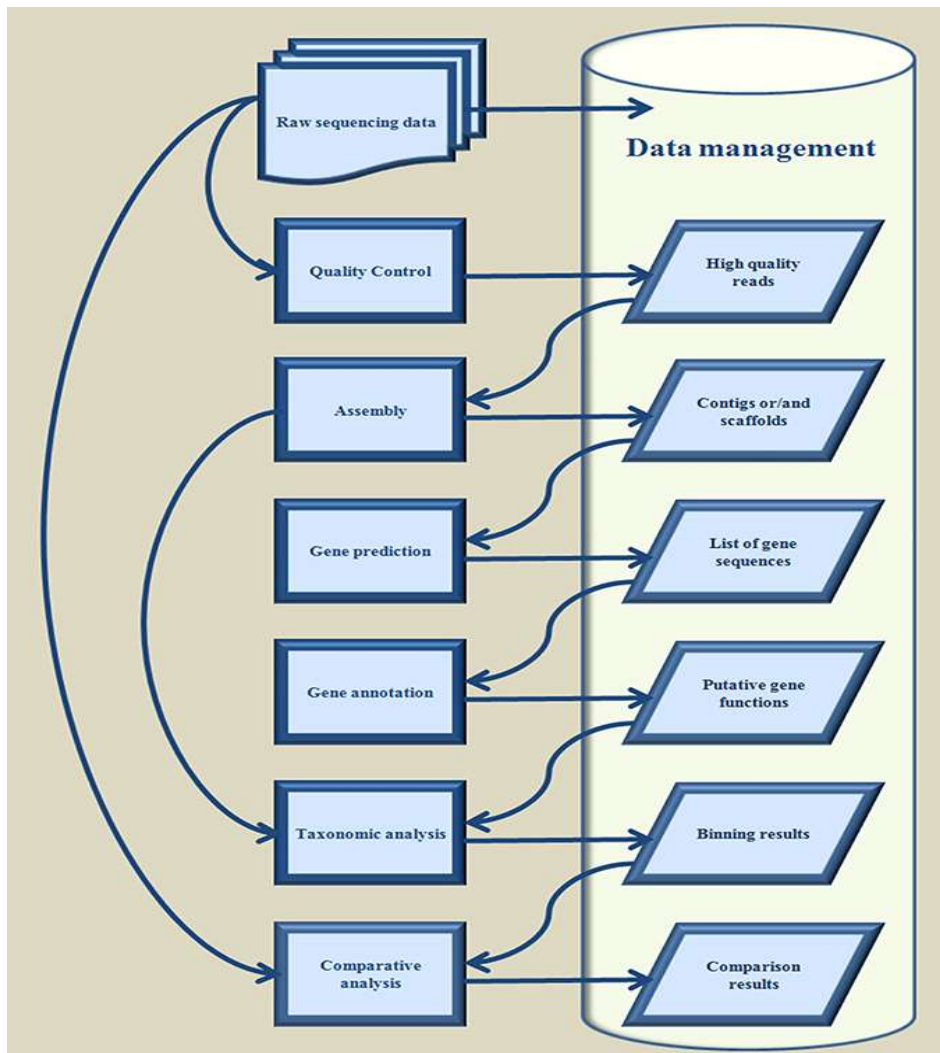 Raw sequencing data
Data management
Quality Control
High quality
reads
Assembly
Contigs or/and
scaffolds
Gene prediction
List of gene
sequences
Gene annotation
Putative gene
functions
Taxonomic analysis
Binning results
Comparative
analysis
Comparison
results